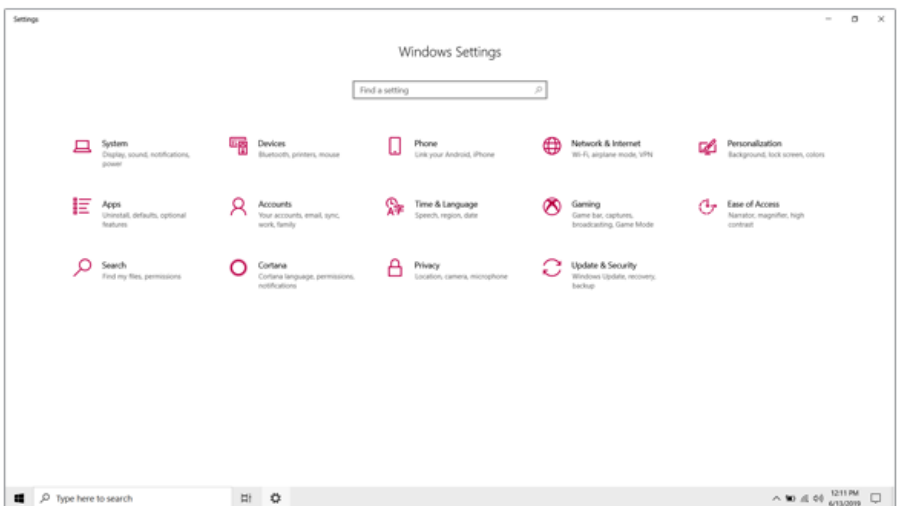 Settings
Windows Settings
Find a setting
System
Display, sound, notifications,
power
Devices
Bluetooth, printers, mouse
Phone
Link your Android, iPhone
Network & Internet
Wi-Fi, airplane mode, VPN
Personalization
Background, lock screen, colors
Apps
Uninstall, defaults, optional
features
Accounts
Your accounts, email, sync,
work, family
Time & Language
Speech, region, date
Gaming
Game bar, captures,
broadcasting, Game Mode
Ease of Access
Narrator, magnifier, high
contrast
Search
Find my files, permissions
Cortana
Cortana language, permissions,
notifications
Privacy
Location, camera, microphone
Update & Security
Windows Update, recovery,
backup
Type here to search
12:11 PM
6/13/2019